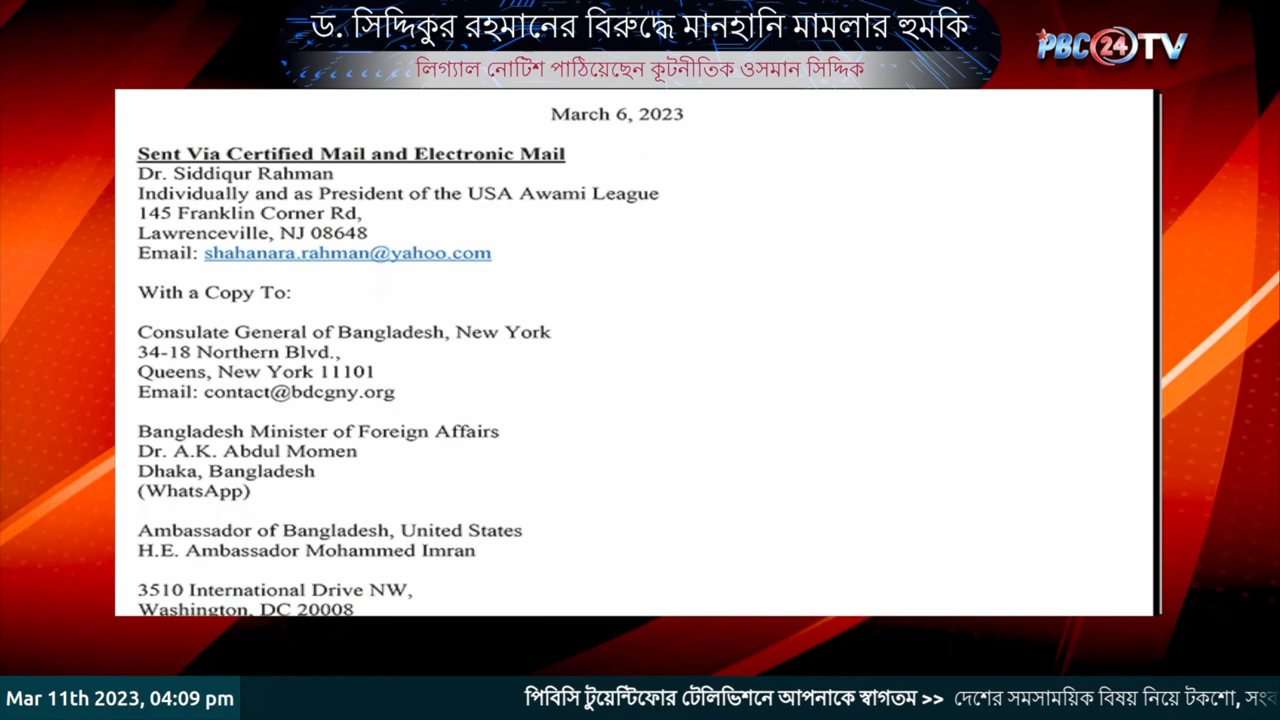 ড. সিদ্দিকুর রহমানের বিরুদ্ধে মানহানি মামলার হুমকি
লিগ্যাল নোটিশ পাঠিয়েছেন কূটনীতিক ওসমান সিদ্দিক
PBC 24 TV
March 6, 2023
Sent Via Certified Mail and Electronic Mail
Dr. Siddiqur Rahman
Individually and as President of the USA Awami League
145 Franklin Corner Rd,
Lawrenceville, NJ 08648
Email: shahanara.rahman@yahoo.com
With a Copy To:
Consulate General of Bangladesh, New York
34-18 Northern Blvd.,
Queens, New York 11101
Email: contact@bdcgny.org
Bangladesh Minister of Foreign Affairs
Dr. A.K. Abdul Momen
Dhaka, Bangladesh
(WhatsApp)
Ambassador of Bangladesh, United States
H.E. Ambassador Mohammed Imran
3510 International Drive NW,
Washington, DC 20008
Mar 11th 2023, 04:09 pm
পিবিসি টুয়েন্টিফোর টেলিভিশনে আপনাকে স্বাগতম >> দেশের সমসাময়িক বিষয় নিয়ে টকশো,